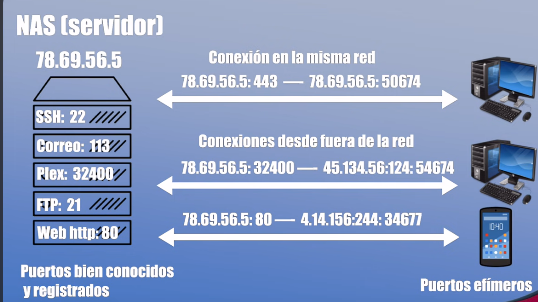 NAS (servidor)
78.69.56.5
SSH: 22
Correo: 113
Plex: 32400
FTP: 21
Web http: 80
Puertos bien conocidos
y registrados
Conexión en la misma red
78.69.56.5: 443 — 78.69.56.5: 50674
Conexiones desde fuera de la red
78.69.56.5: 32400 — 45.134.56:124: 54674
78.69.56.5: 80 — 4.14.156:244: 34677
10:40
Puertos efímeros